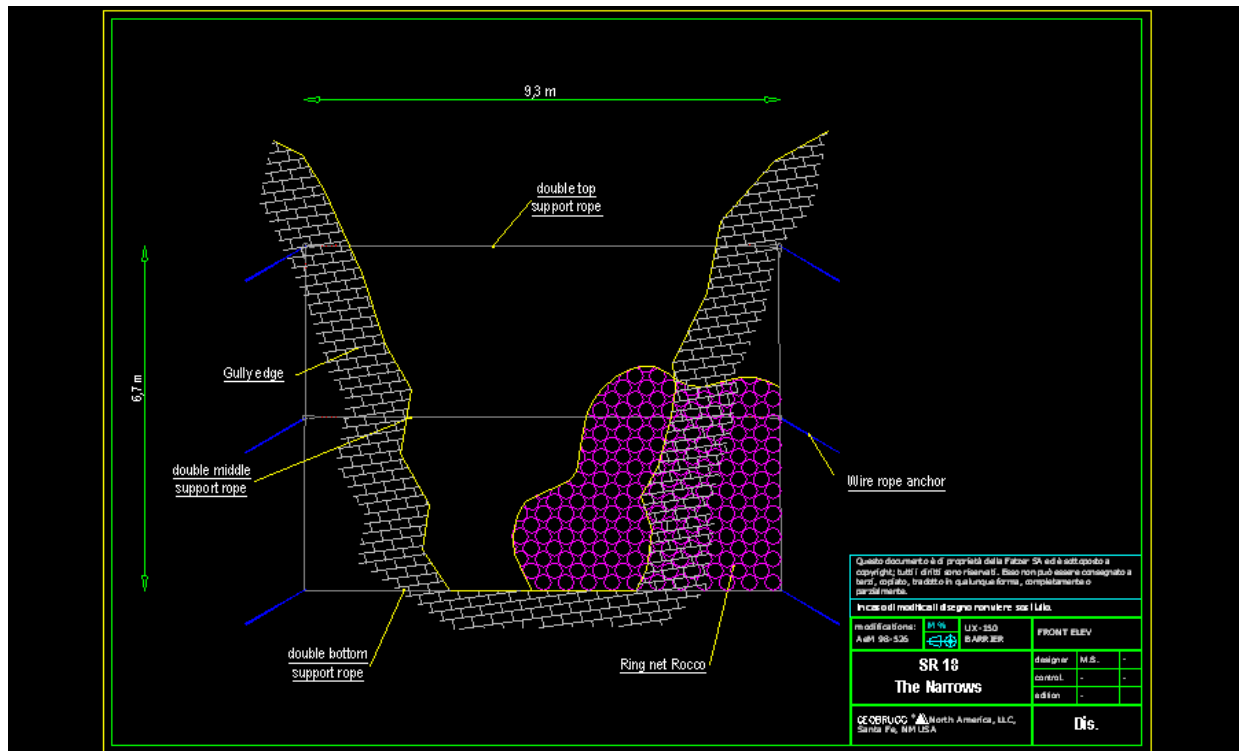 9,3 m
double top
support rope
6,7 m
Gully edge
double middle
support rope
Wire rope anchor
double bottom
support rope
Ring net Rocco
Questo documento è di proprietà della Fatzer SA ed è sottoposto a
copyright; tutti i diritti sono riservati. Esso non può essere consegnato a
terzi, copiato, tradotto in qualunque forma, completamente o
parzialmente.
In caso di modifica il disegno non viene
modifications:
AeM 98-526
M %
UX-150
BARRIER
FRONT ELEV
SR 18
The Narrows
designer M.S. -
control. - -
edition -
GEOBRUGG North America, LLC,
Santa Fe, NM USA
Dis.